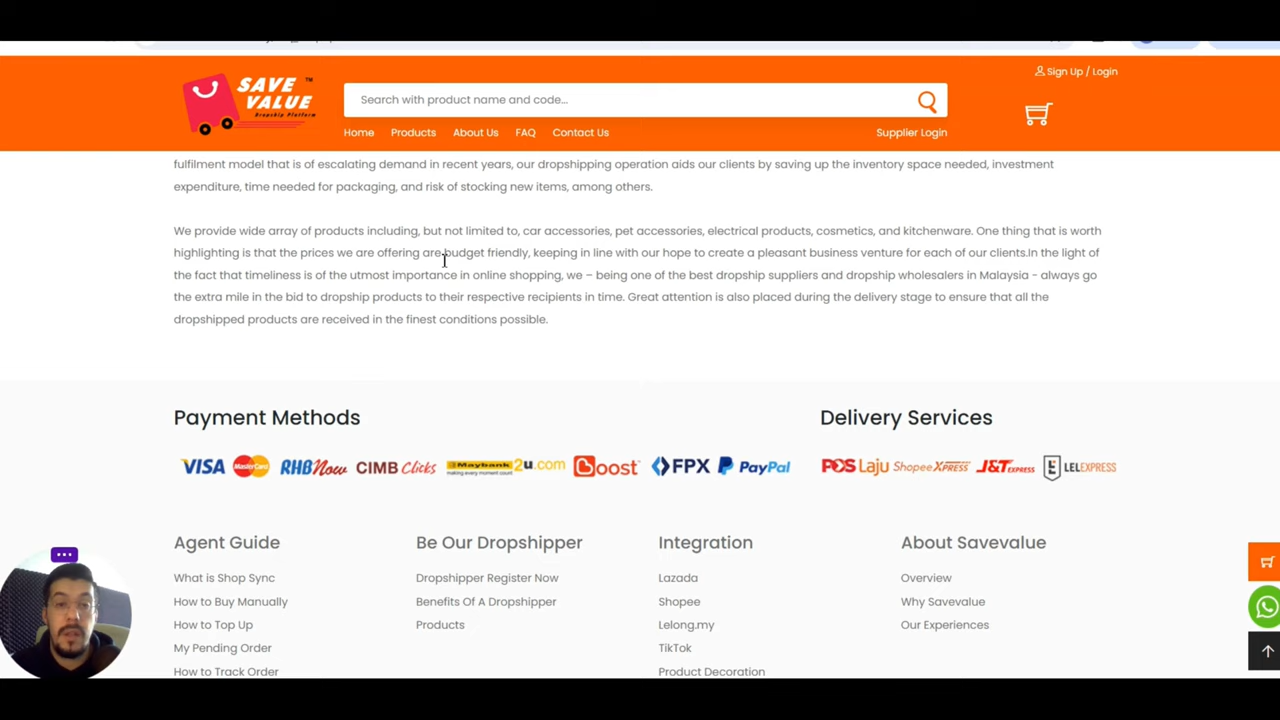 SAVE VALUE TM
Dropship Platform
Search with product name and code...
Sign Up / Login
Home Products About Us FAQ Contact Us Supplier Login
fulfilment model that is of escalating demand in recent years, our dropshipping operation aids our clients by saving up the inventory space needed, investment
expenditure, time needed for packaging, and risk of stocking new items, among others.
We provide wide array of products including, but not limited to, car accessories, pet accessories, electrical products, cosmetics, and kitchenware. One thing that is worth
highlighting is that the prices we are offering are budget friendly, keeping in line with our hope to create a pleasant business venture for each of our clients.In the light of
the fact that timeliness is of the utmost importance in online shopping, we – being one of the best dropship suppliers and dropship wholesalers in Malaysia - always go
the extra mile in the bid to dropship products to their respective recipients in time. Great attention is also placed during the delivery stage to ensure that all the
dropshipped products are received in the finest conditions possible.
Payment Methods Delivery Services
VISA MasterCard RHBNow CIMB Clicks Maybank2u.com Boost FPX PayPal POS Laju Shopee XPRESS J&T EXPRESS LELEXPRESS
making every moment count
Agent Guide Be Our Dropshipper Integration About Savevalue
What is Shop Sync Dropshipper Register Now Lazada Overview
How to Buy Manually Benefits Of A Dropshipper Shopee Why Savevalue
How to Top Up Products Lelong.my Our Experiences
My Pending Order TikTok
How to Track Order Product Decoration